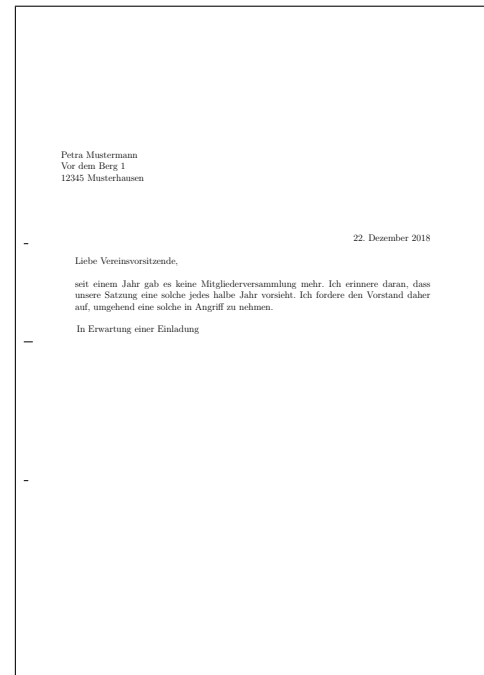 Petra Mustermann
Vor dem Berg 1
12345 Musterhausen
22. Dezember 2018
Liebe Vereinsvorsitzende,
seit einem Jahr gab es keine Mitgliederversammlung mehr. Ich erinnere daran, dass
unsere Satzung eine solche jedes halbe Jahr vorsieht. Ich fordere den Vorstand daher
auf, umgehend eine solche in Angriff zu nehmen.
In Erwartung einer Einladung